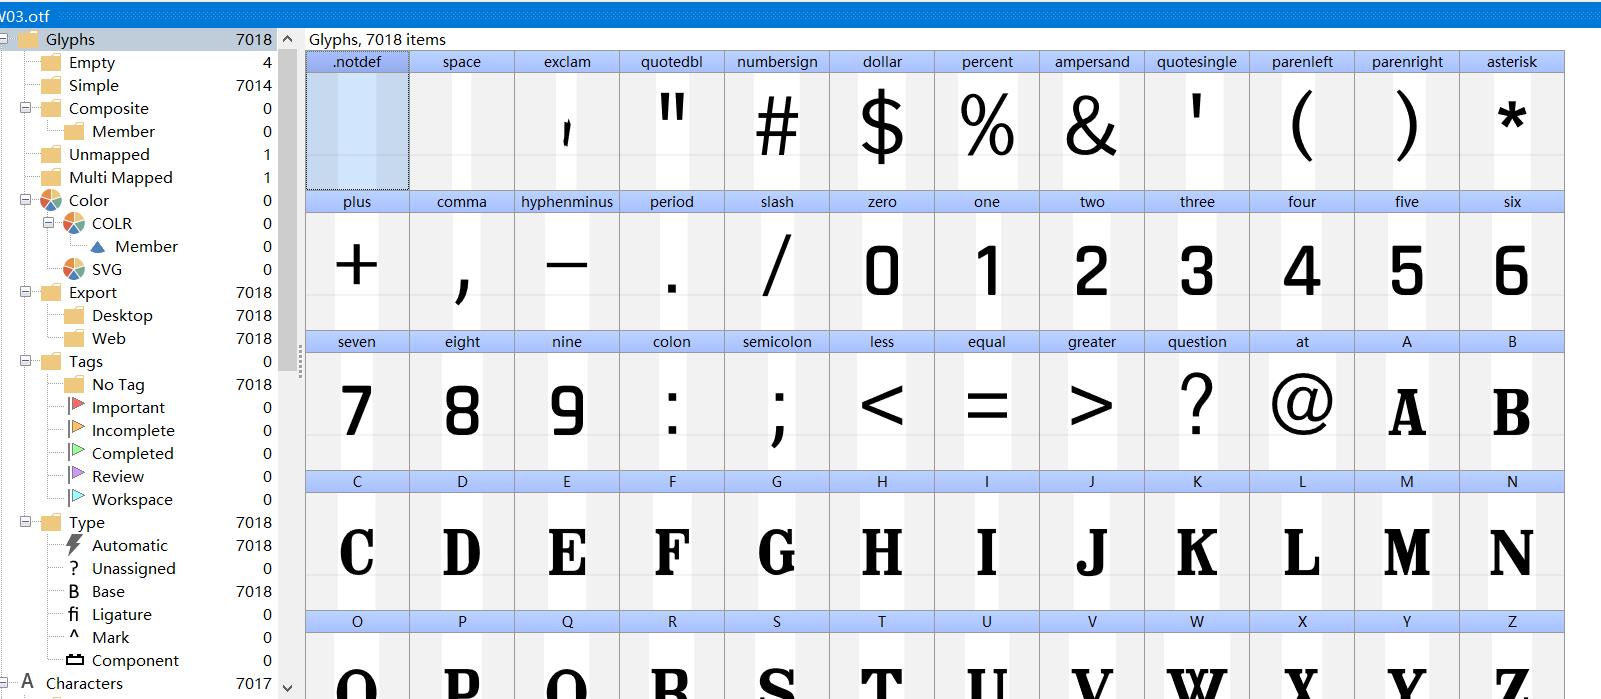 W03.otf
Glyphs 7018
Empty 4
Simple 7014
Composite 0
Member 0
Unmapped 1
Multi Mapped 1
Color 0
COLR 0
Member 0
SVG 0
Export 7018
Desktop 7018
Web 7018
Tags 0
No Tag 7018
Important 0
Incomplete 0
Completed 0
Review 0
Workspace 0
Type 7018
Automatic 7018
? Unassigned 0
B Base 7018
fi Ligature 0
^ Mark 0
Component 0
A Characters 7017
Glyphs, 7018 items
.notdef space exclam quotedbl numbersign dollar percent ampersand quotesingle parenleft parenright asterisk
" # $ % & ' ( ) *
plus comma hyphenminus period slash zero one two three four five six
+ , − . / 0 1 2 3 4 5 6
seven eight nine colon semicolon less equal greater question at A B
7 8 9 : ; < = > ? @ A B
C D E F G H I J K L M N
C D E F G H I J K L M N
O P Q R S T U V W X Y Z
O P Q R S T U V W X Y Z